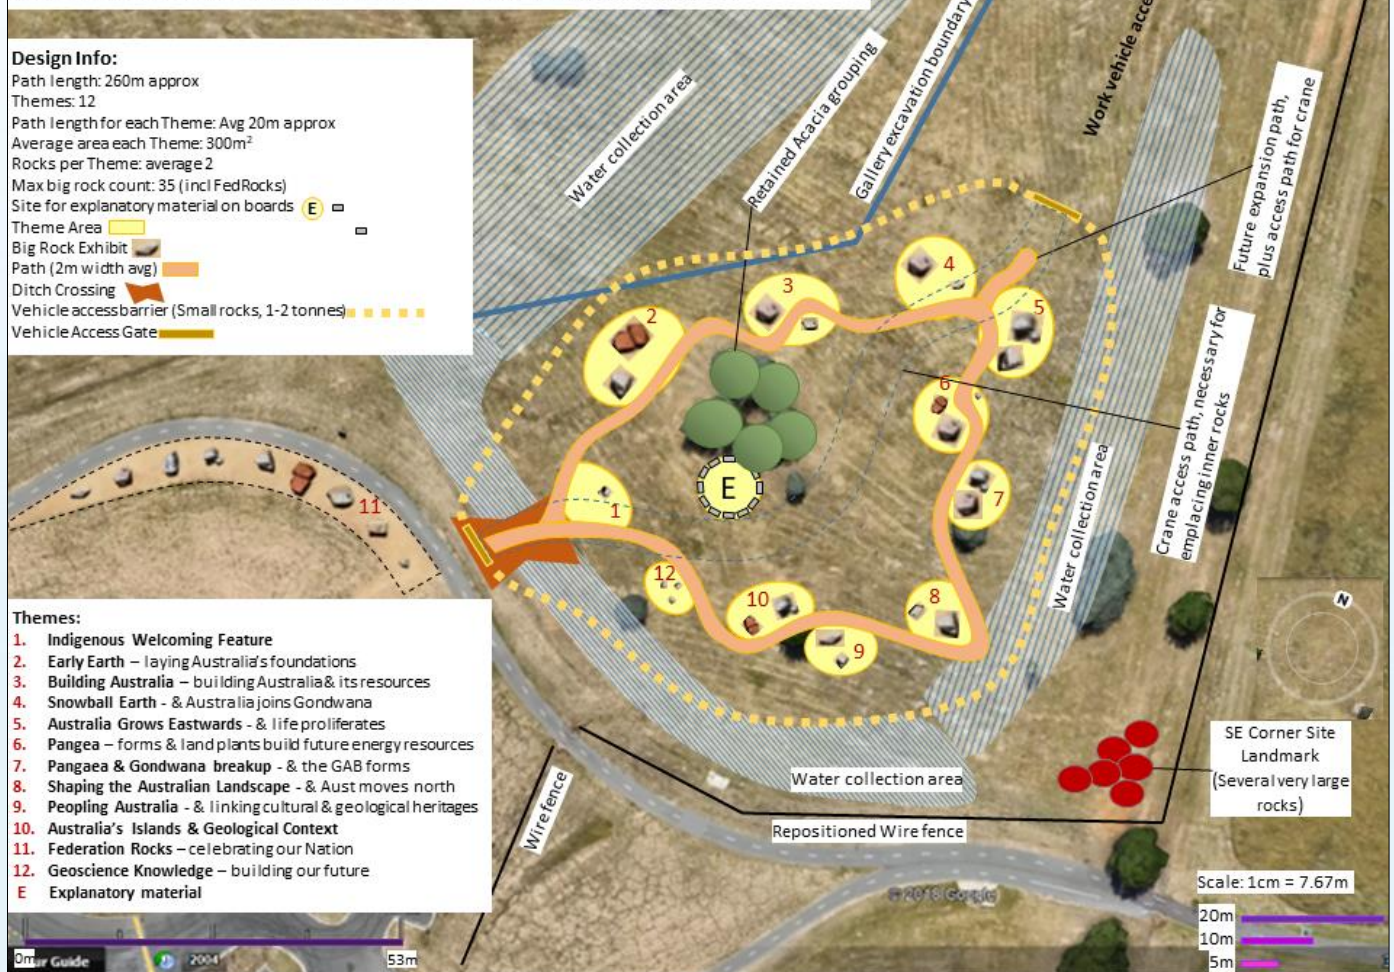 Design Info:
Path length: 260m approx
Themes: 12
Path length for each Theme: Avg 20m approx
Average area each Theme: 300m²
Rocks per Theme: average 2
Max big rock count: 35 (incl FedRocks)
Site for explanatory material on boards E
Theme Area
Big Rock Exhibit
Path (2m width avg)
Ditch Crossing
Vehicle access barrier (Small rocks, 1-2 tonnes)
Vehicle Access Gate
Water collection area
Retained Acacia grouping
Gallery excavation boundary
Work vehicle acce
Future expansion path,
plus access path for crane
Crane access path, necessary for
emplacing inner rocks
Water collection area
1
2
3
4
5
6
7
8
9
10
11
12
E
N
Themes:
1. Indigenous Welcoming Feature
2. Early Earth – laying Australia's foundations
3. Building Australia – building Australia & its resources
4. Snowball Earth - & Australia joins Gondwana
5. Australia Grows Eastwards - & life proliferates
6. Pangea – forms & land plants build future energy resources
7. Pangaea & Gondwana breakup - & the GAB forms
8. Shaping the Australian Landscape - & Aust moves north
9. Peopling Australia - & linking cultural & geological heritages
10. Australia's Islands & Geological Context
11. Federation Rocks – celebrating our Nation
12. Geoscience Knowledge – building our future
E Explanatory material
Wire fence
Water collection area
Repositioned Wire fence
SE Corner Site
Landmark
(Several very large
rocks)
Scale: 1cm = 7.67m
20m
10m
5m
© 2018 Google
0m
53m
ur Guide
2004